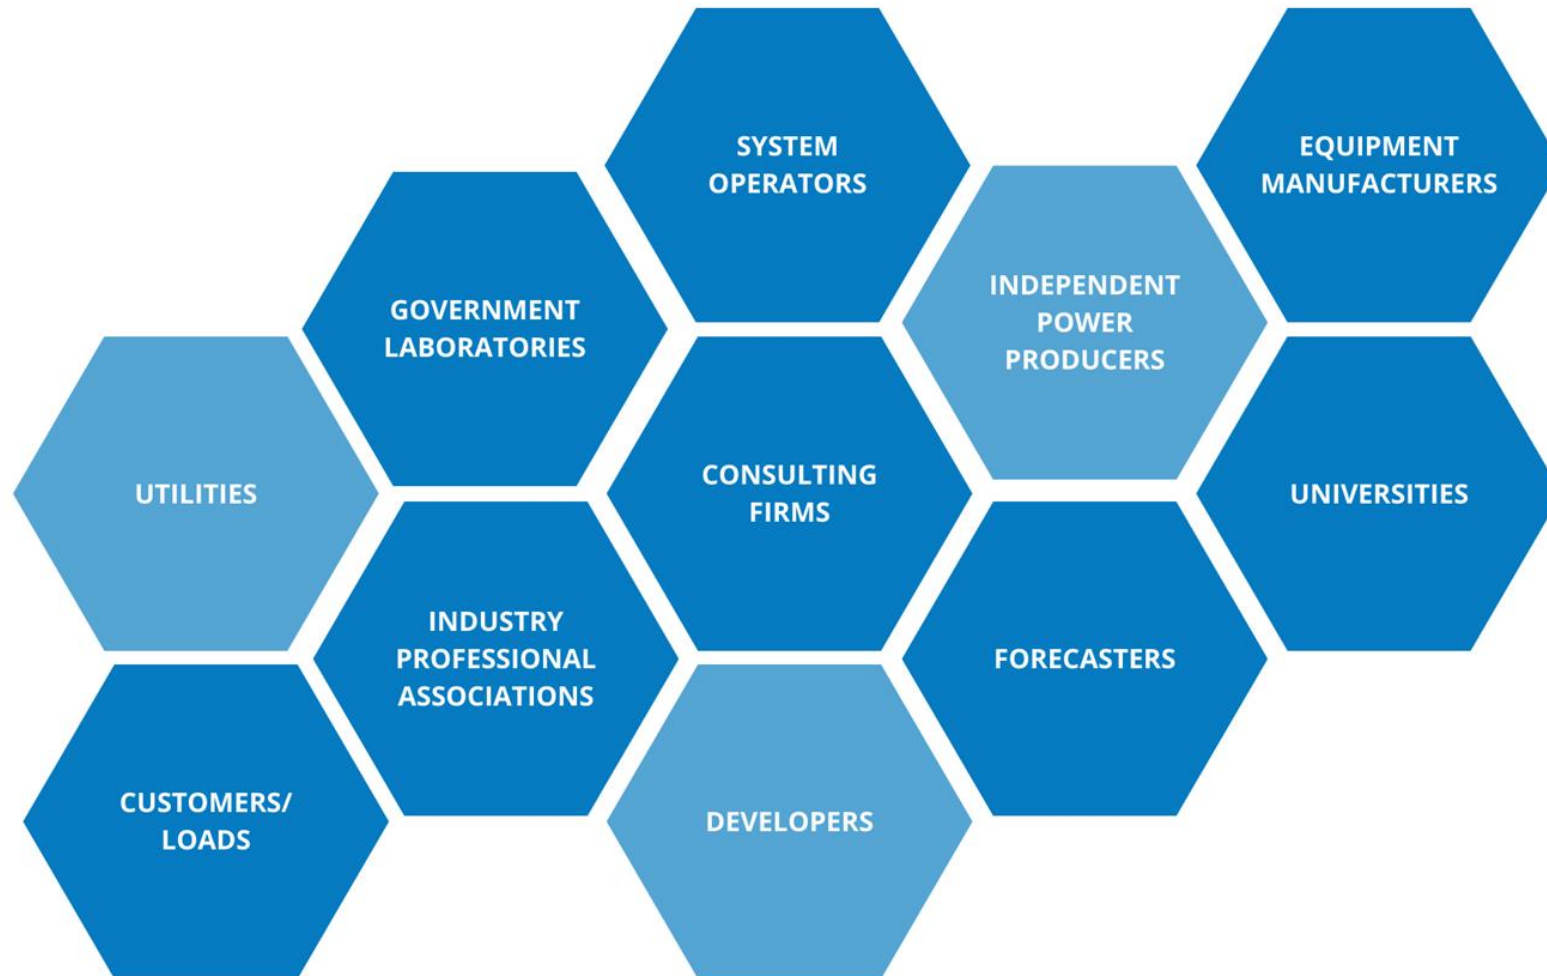 SYSTEM
OPERATORS
EQUIPMENT
MANUFACTURERS
GOVERNMENT
LABORATORIES
INDEPENDENT
POWER
PRODUCERS
UTILITIES
CONSULTING
FIRMS
UNIVERSITIES
INDUSTRY
PROFESSIONAL
ASSOCIATIONS
FORECASTERS
CUSTOMERS/
LOADS
DEVELOPERS